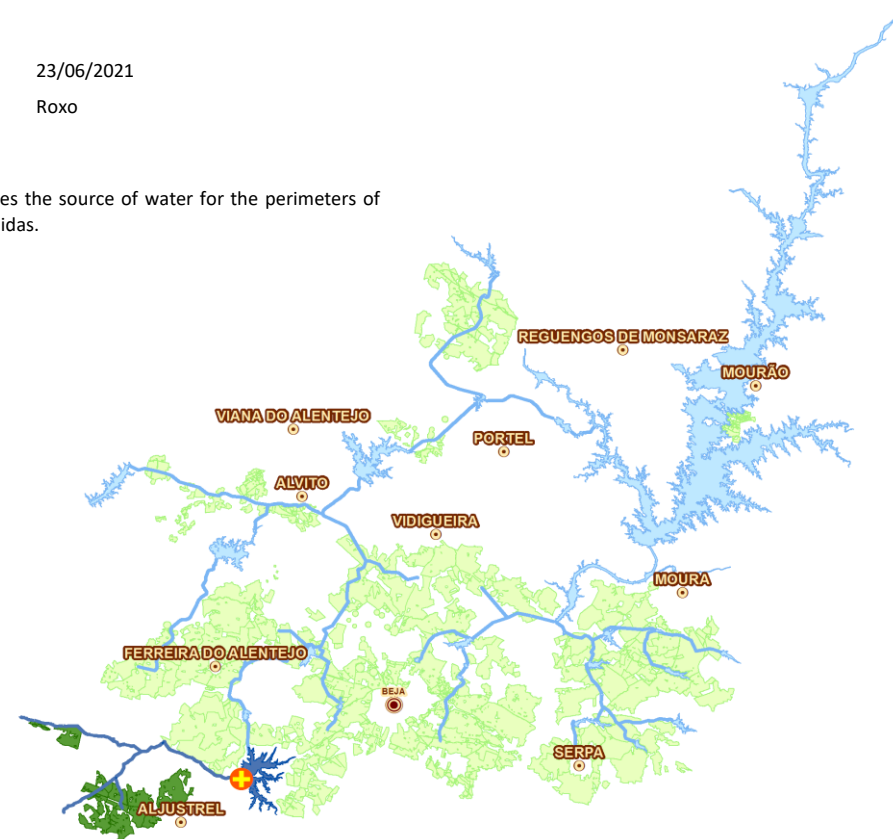 23/06/2021
Roxo
es the source of water for the perimeters of
idas.
REGUENGOS DE MONSARAZ
MOURÃO
VIANA DO ALENTEJO
PORTEL
ALVITO
VIDIGUEIRA
MOURA
FERREIRA DO ALENTEJO
BEJA
SERPA
ALJUSTREL